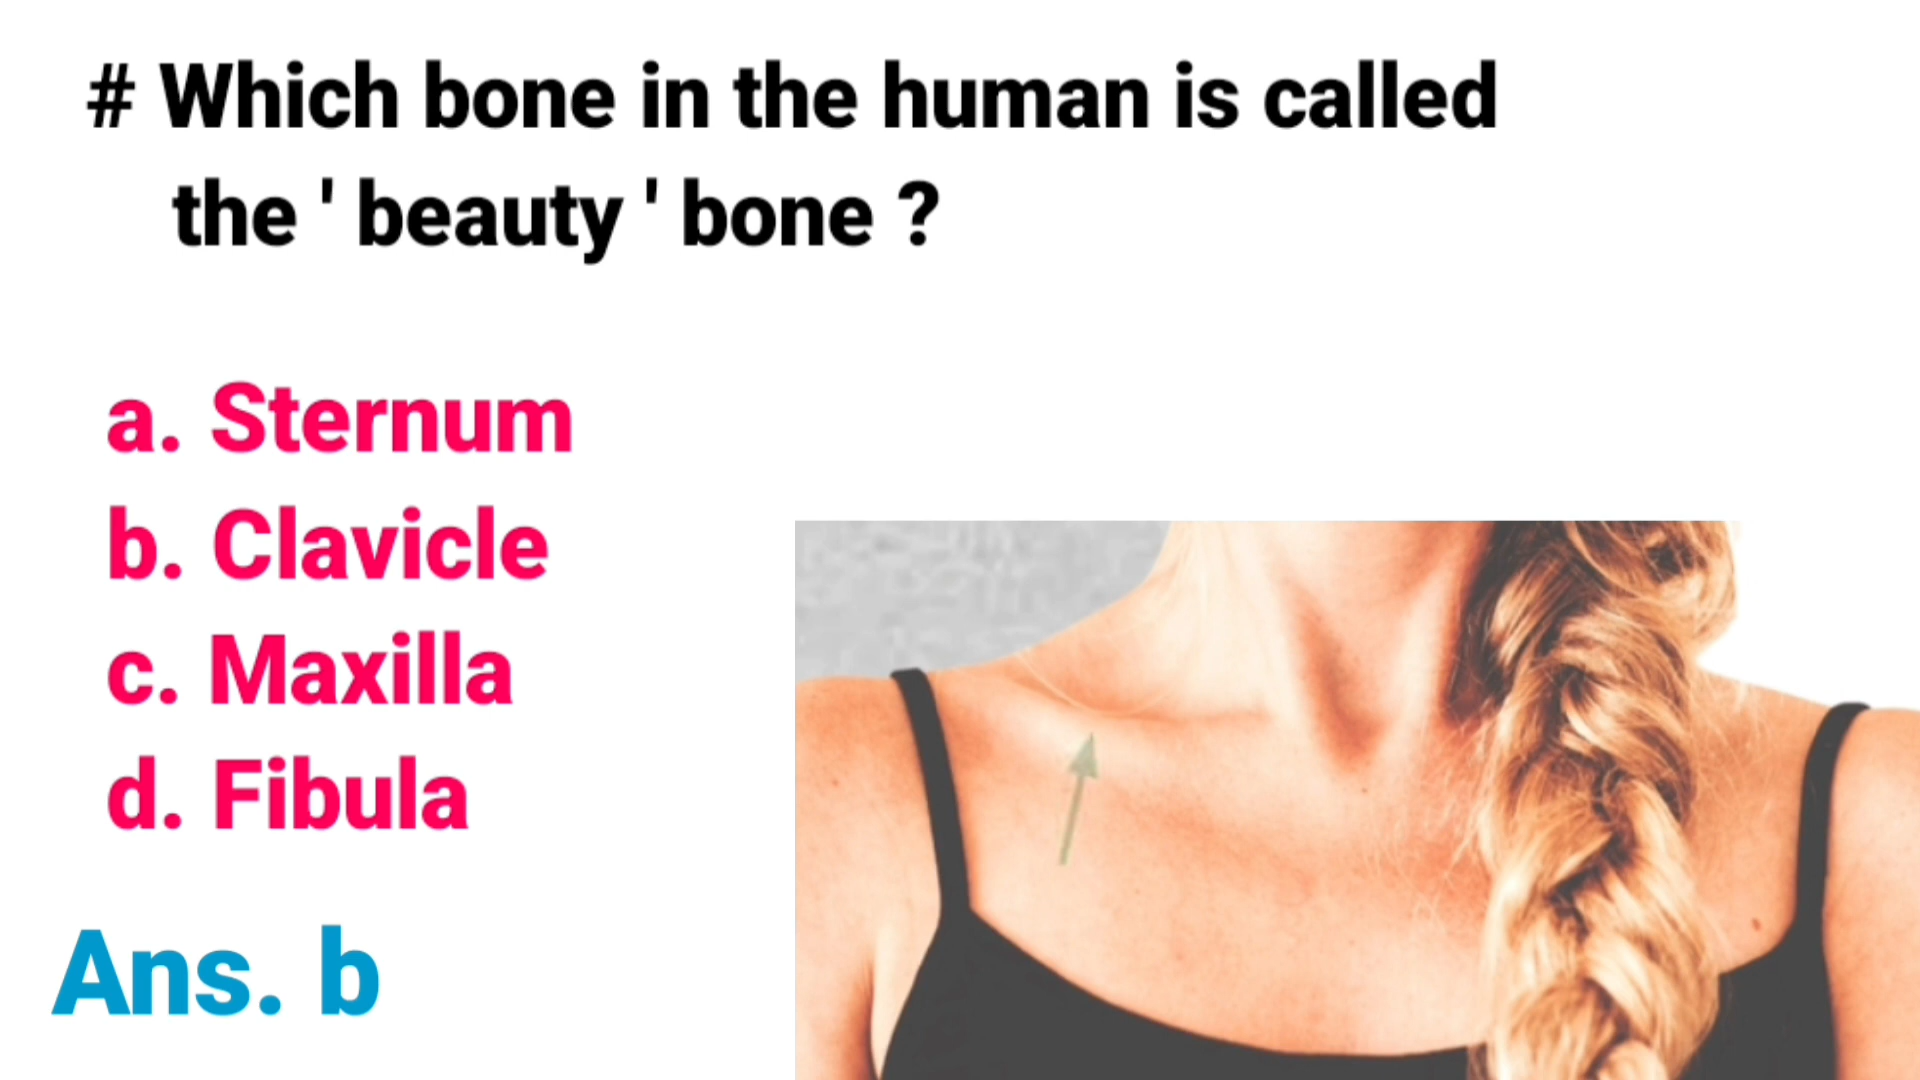 # Which bone in the human is called
the ' beauty ' bone ?
a. Sternum
b. Clavicle
c. Maxilla
d. Fibula
Ans. b